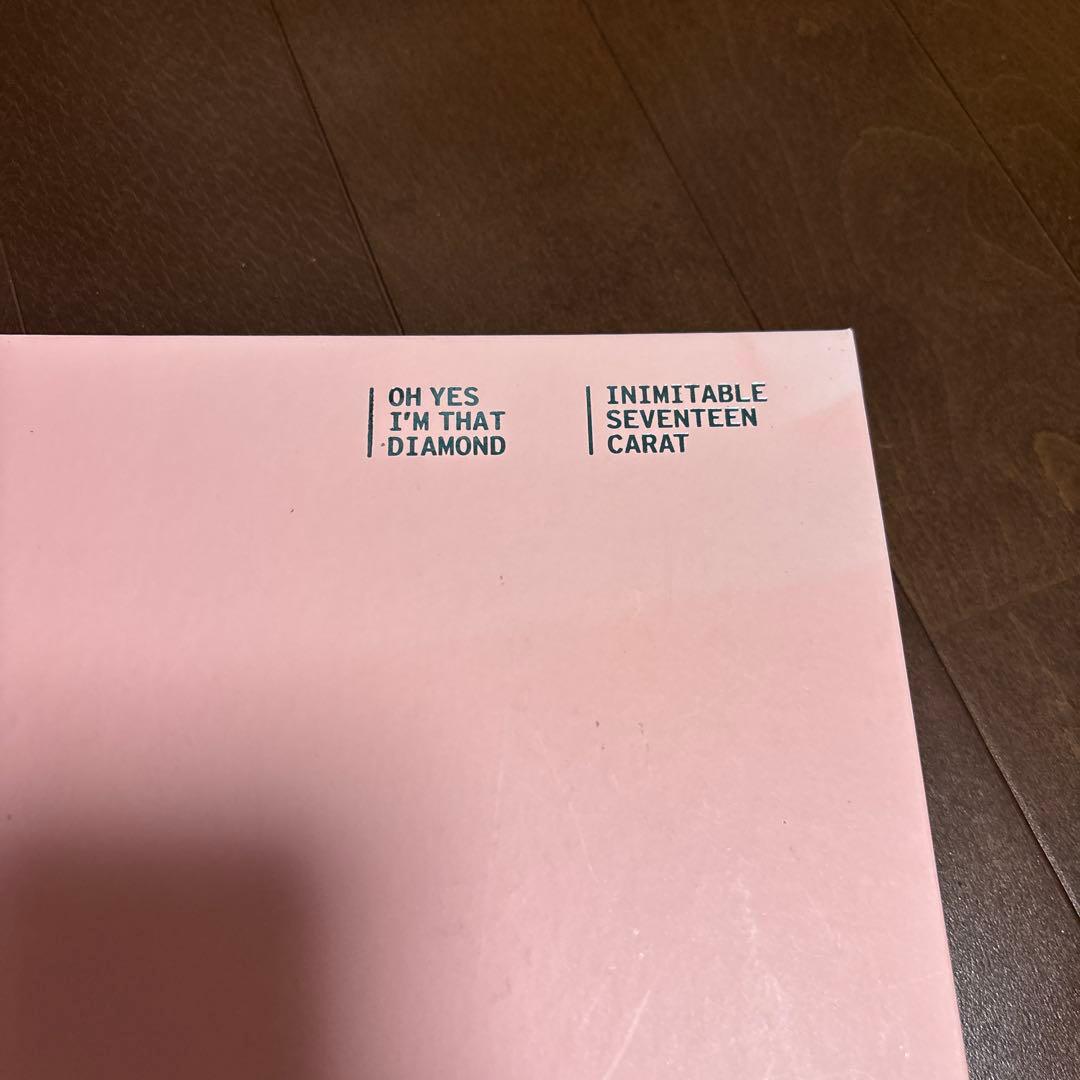 OH YES
I'M THAT
DIAMOND
INIMITABLE
SEVENTEEN
CARAT